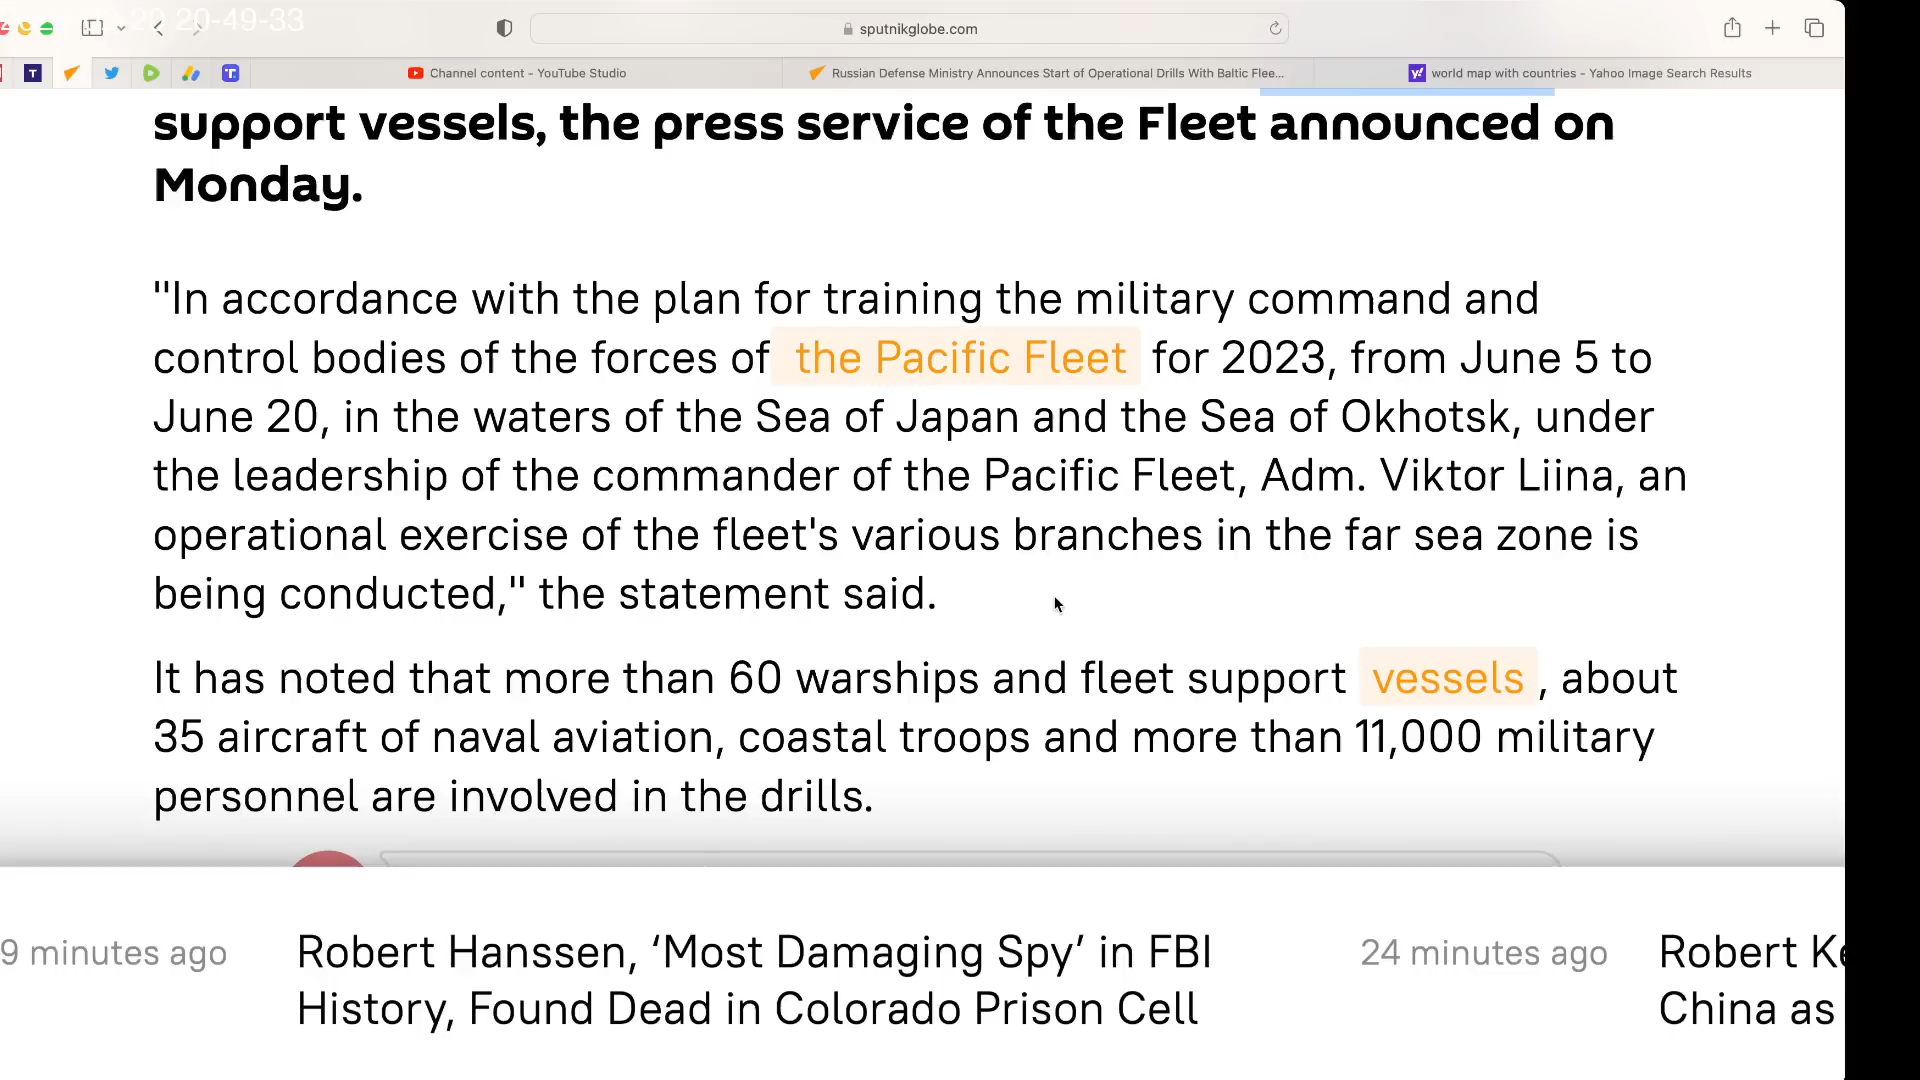 29 20-49-33
sputnikglobe.com
Channel content - YouTube Studio
Russian Defense Ministry Announces Start of Operational Drills With Baltic Flee...
world map with countries - Yahoo Image Search Results
support vessels, the press service of the Fleet announced on
Monday.
"In accordance with the plan for training the military command and
control bodies of the forces of the Pacific Fleet for 2023, from June 5 to
June 20, in the waters of the Sea of Japan and the Sea of Okhotsk, under
the leadership of the commander of the Pacific Fleet, Adm. Viktor Liina, an
operational exercise of the fleet's various branches in the far sea zone is
being conducted," the statement said.
It has noted that more than 60 warships and fleet support vessels, about
35 aircraft of naval aviation, coastal troops and more than 11,000 military
personnel are involved in the drills.
9 minutes ago
Robert Hanssen, ‘Most Damaging Spy’ in FBI
History, Found Dead in Colorado Prison Cell
24 minutes ago
Robert Ke
China as